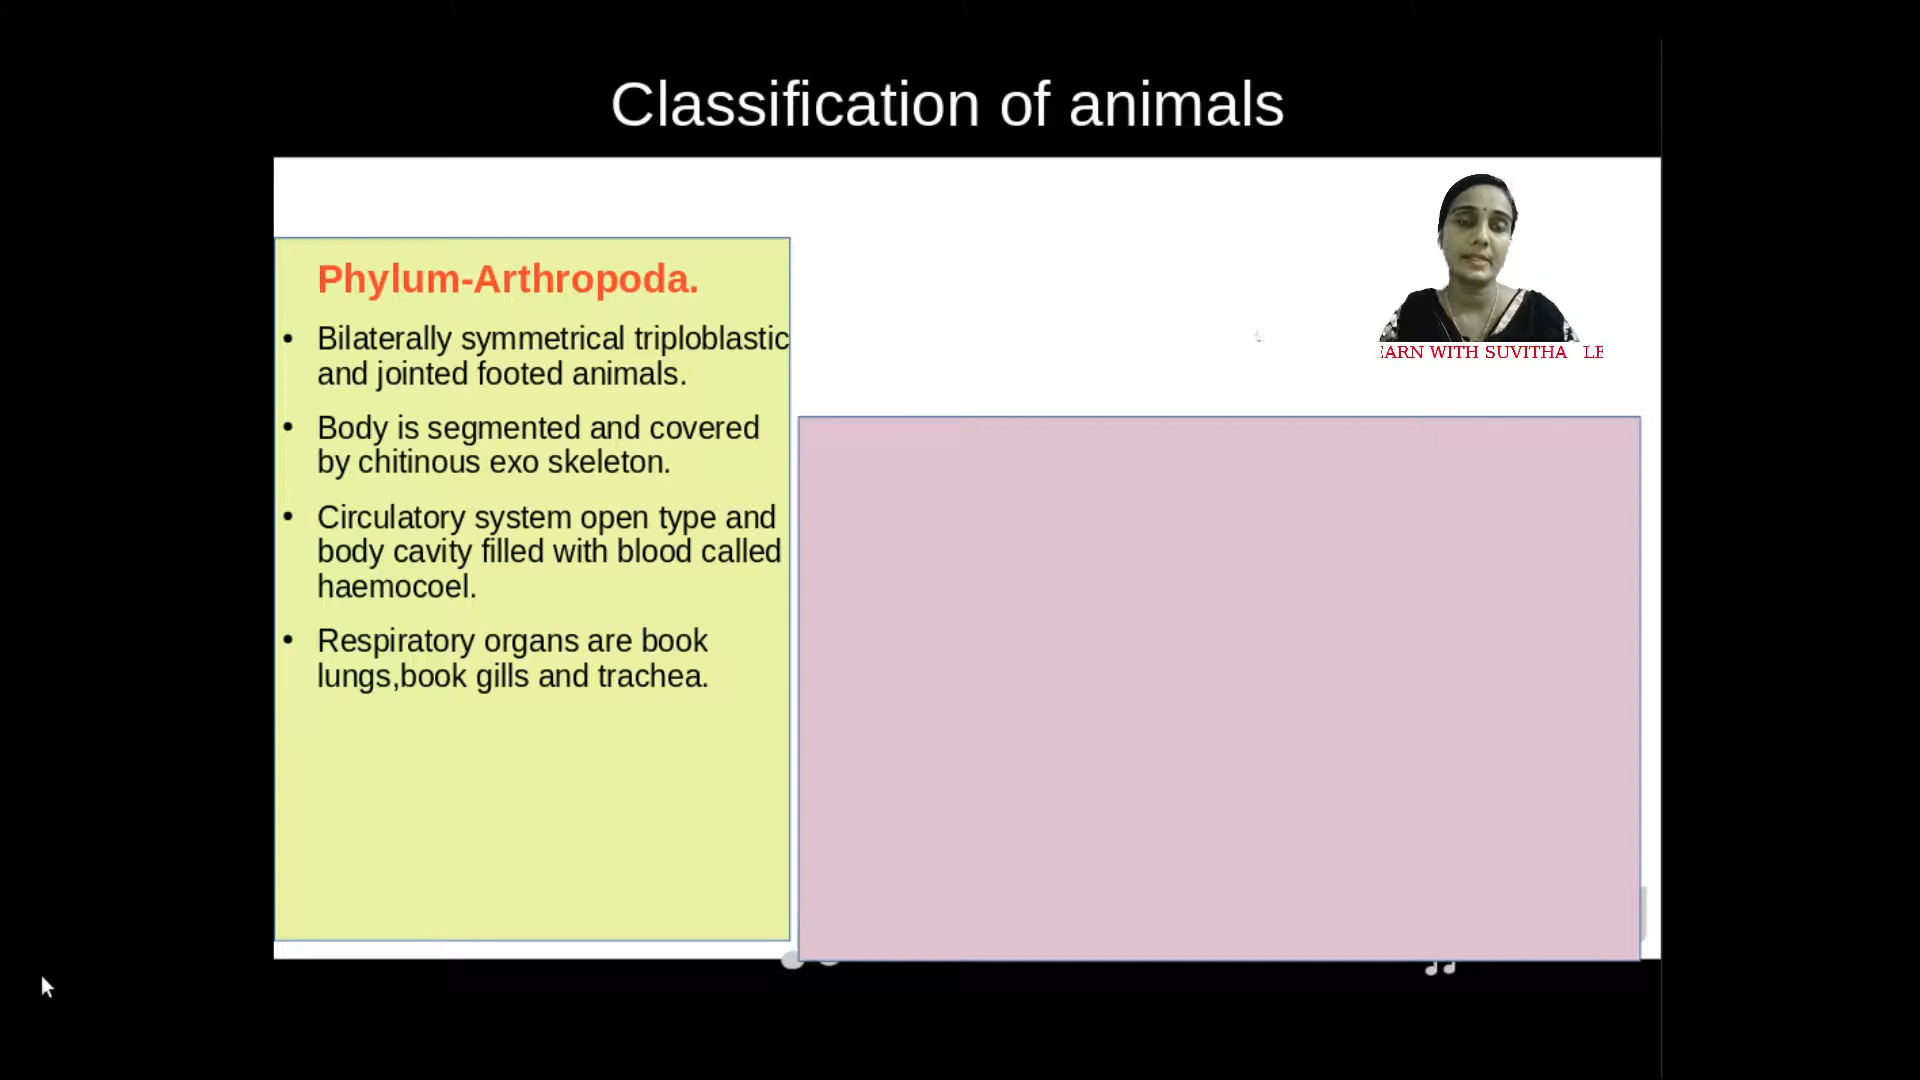 Classification of animals
Phylum-Arthropoda.
• Bilaterally symmetrical triploblastic
and jointed footed animals.
• Body is segmented and covered
by chitinous exo skeleton.
• Circulatory system open type and
body cavity filled with blood called
haemocoel.
• Respiratory organs are book
lungs,book gills and trachea.
EARN WITH SUVITHA LE